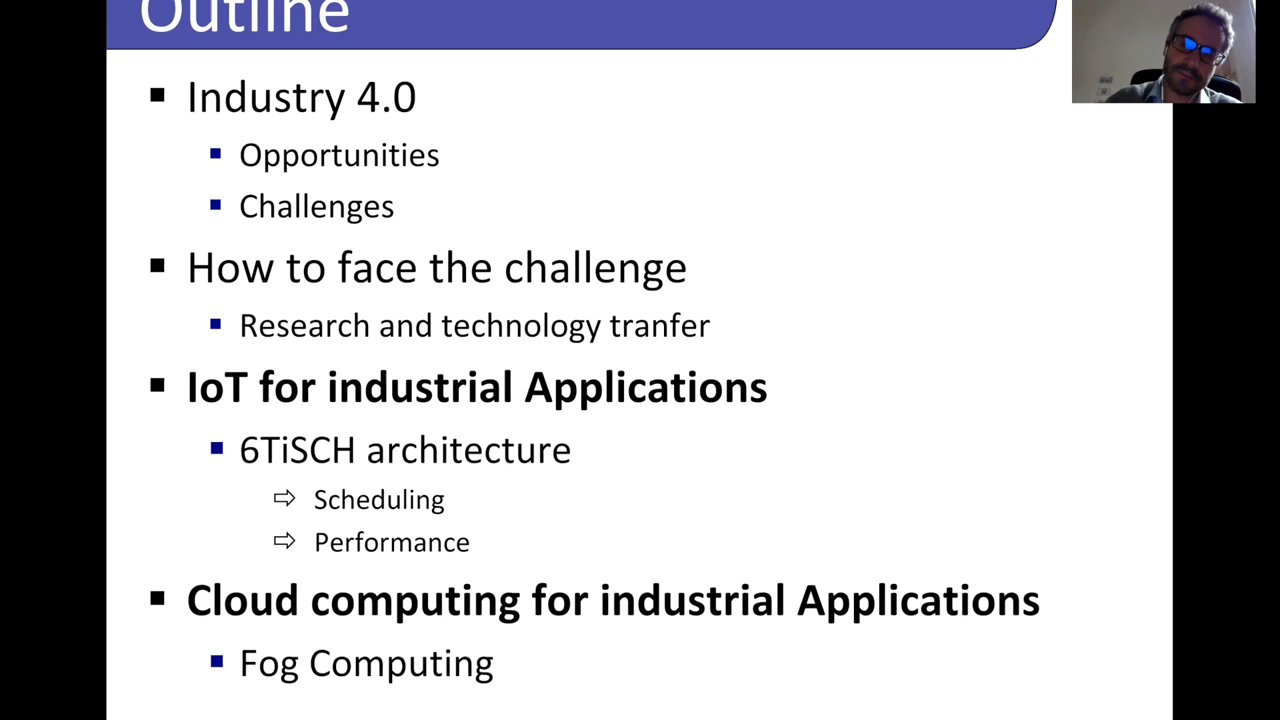 Outline
Industry 4.0
Opportunities
Challenges
How to face the challenge
Research and technology tranfer
IoT for industrial Applications
6TiSCH architecture
Scheduling
Performance
Cloud computing for industrial Applications
Fog Computing